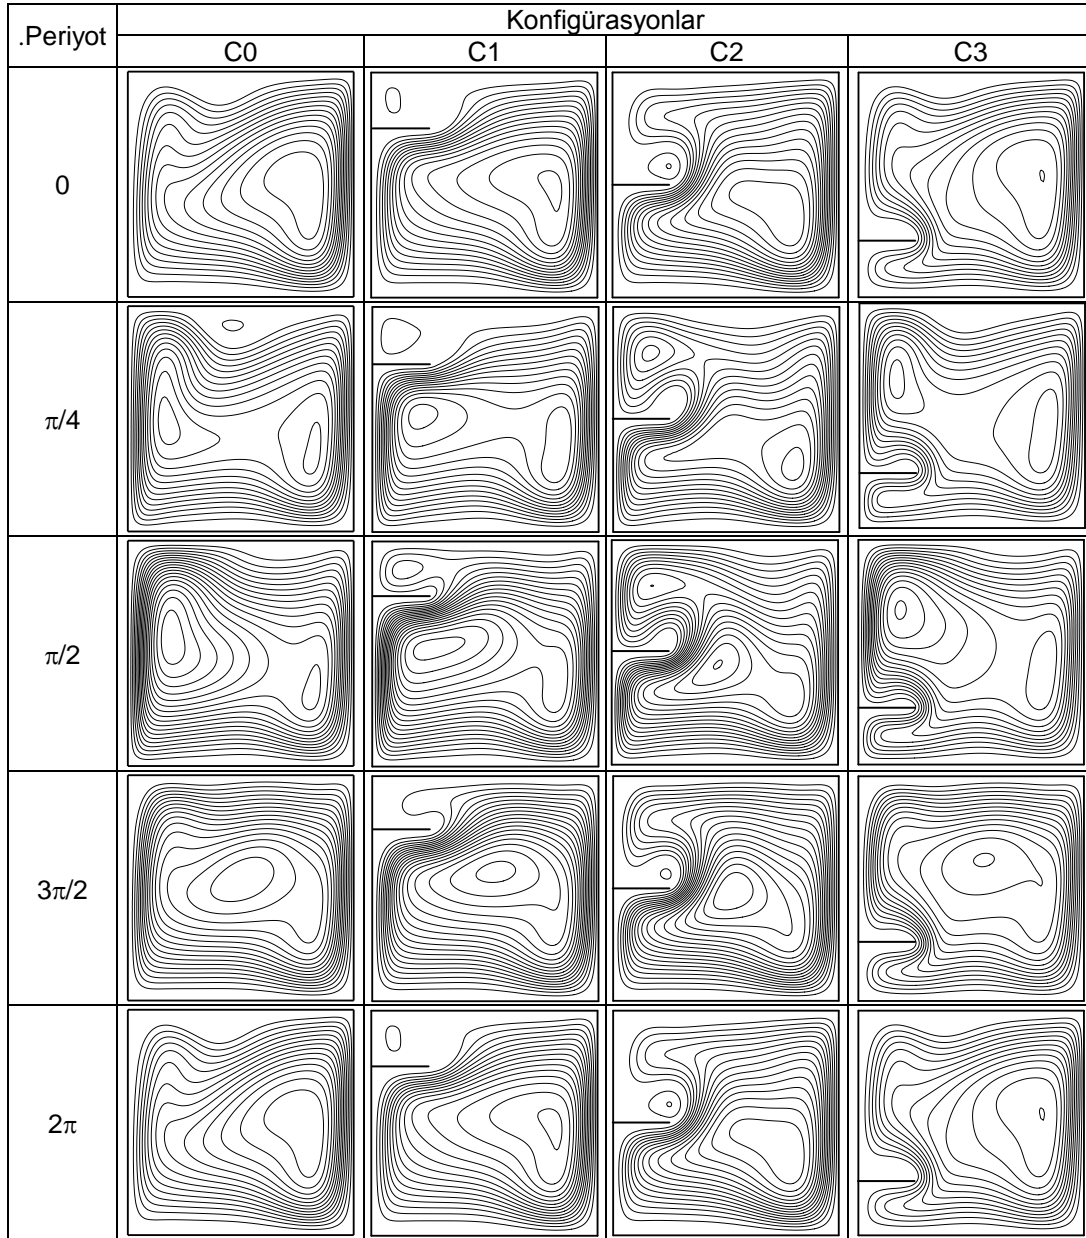 Konfigürasyonlar
.Periyot
C0 C1 C2 C3
0
π/4
π/2
3π/2
2π